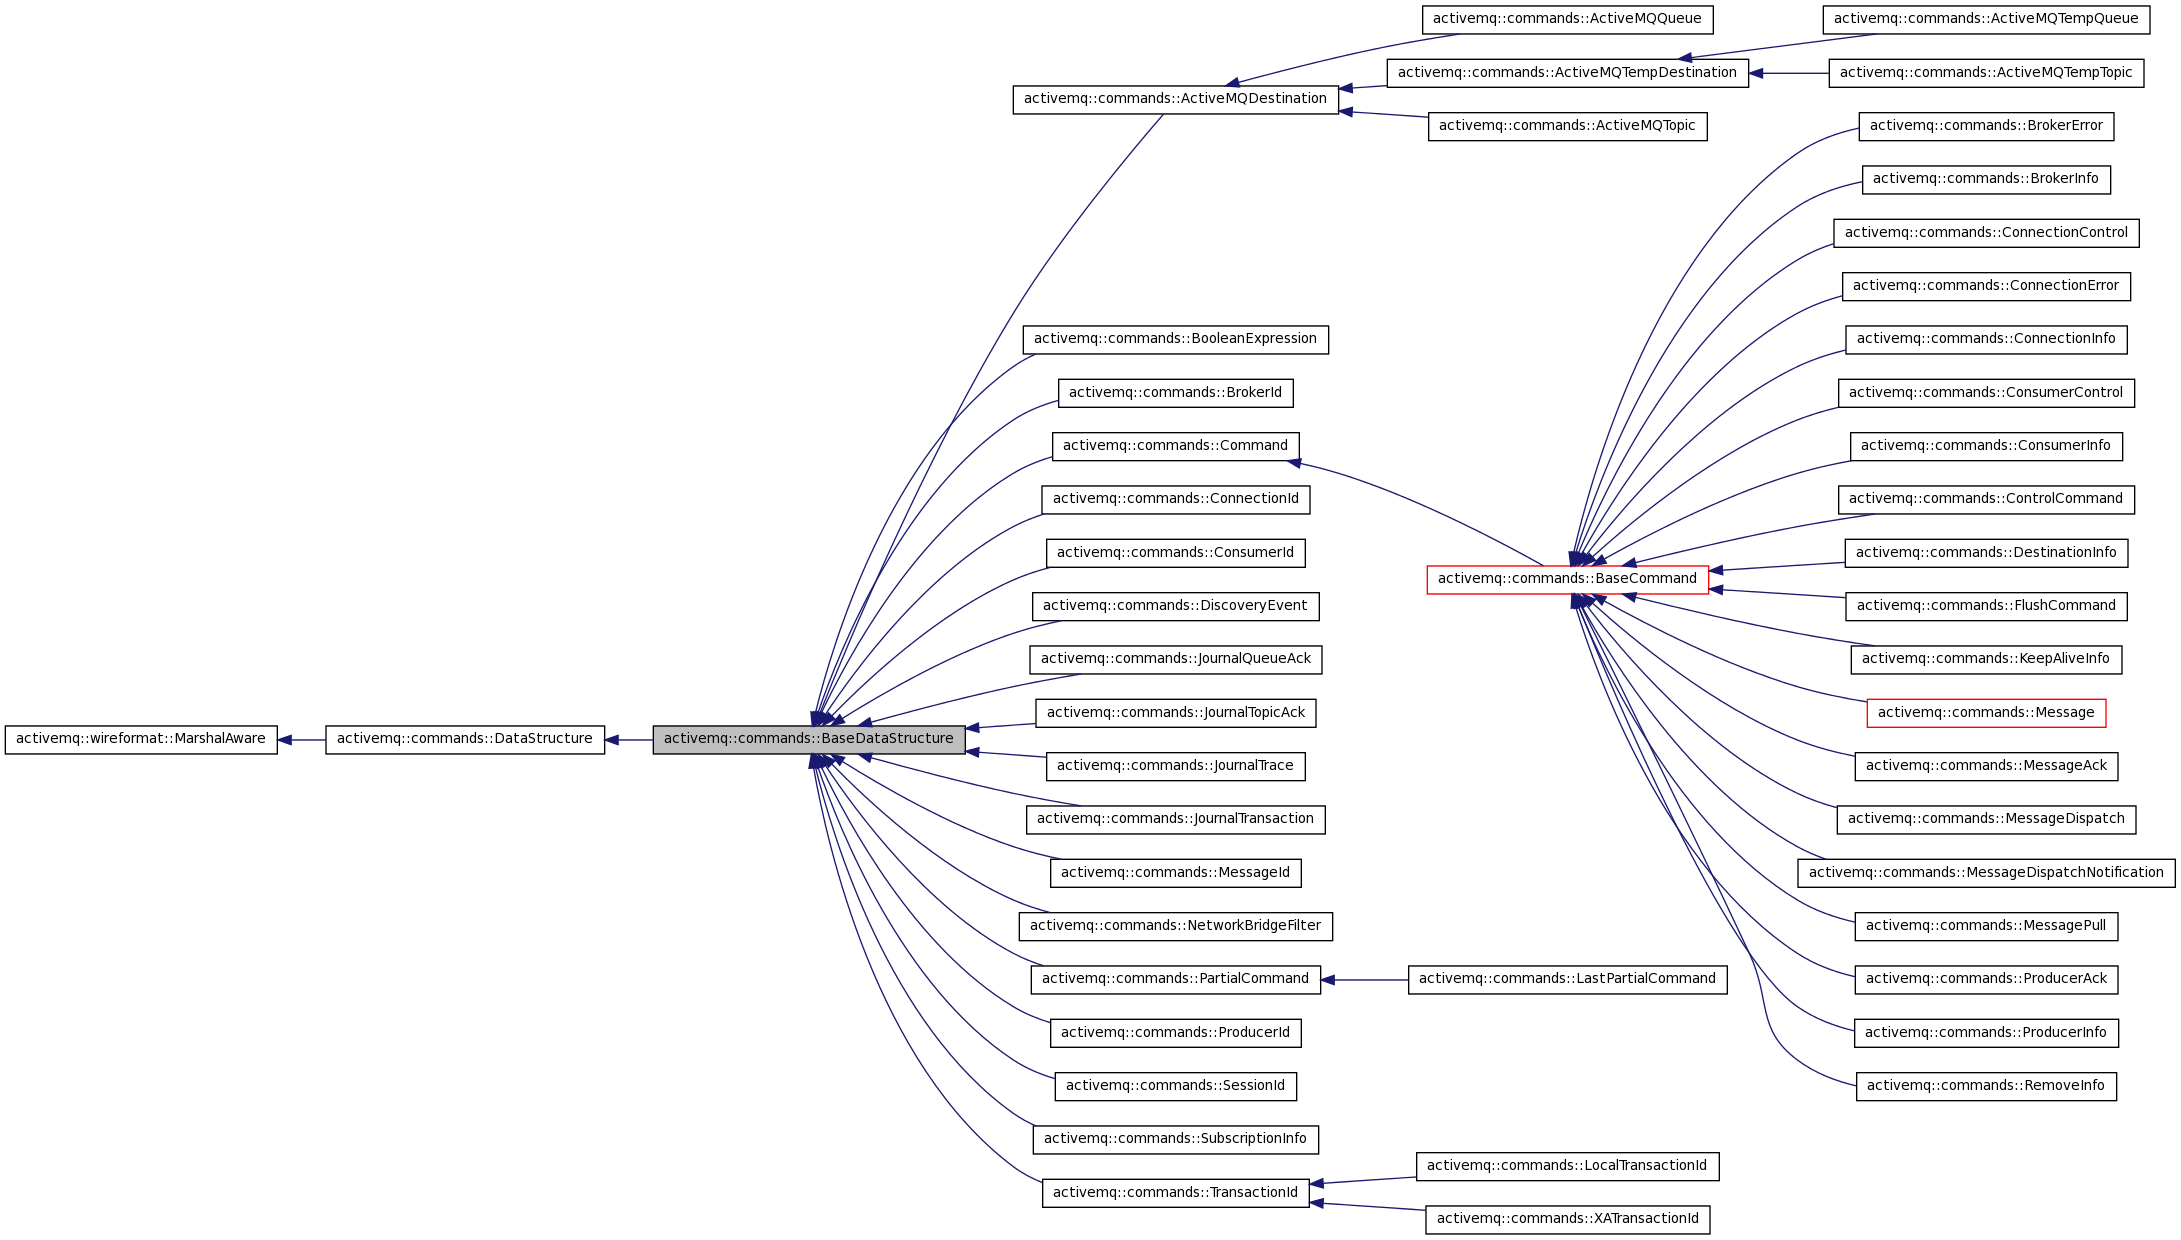 activemq::wireformat::MarshalAware
activemq::commands::DataStructure
activemq::commands::BaseDataStructure
activemq::commands::ActiveMQDestination
activemq::commands::BooleanExpression
activemq::commands::BrokerId
activemq::commands::Command
activemq::commands::ConnectionId
activemq::commands::ConsumerId
activemq::commands::DiscoveryEvent
activemq::commands::JournalQueueAck
activemq::commands::JournalTopicAck
activemq::commands::JournalTrace
activemq::commands::JournalTransaction
activemq::commands::MessageId
activemq::commands::NetworkBridgeFilter
activemq::commands::PartialCommand
activemq::commands::ProducerId
activemq::commands::SessionId
activemq::commands::SubscriptionInfo
activemq::commands::TransactionId
activemq::commands::ActiveMQQueue
activemq::commands::ActiveMQTempDestination
activemq::commands::ActiveMQTopic
activemq::commands::BaseCommand
activemq::commands::LastPartialCommand
activemq::commands::LocalTransactionId
activemq::commands::XATransactionId
activemq::commands::ActiveMQTempQueue
activemq::commands::ActiveMQTempTopic
activemq::commands::BrokerError
activemq::commands::BrokerInfo
activemq::commands::ConnectionControl
activemq::commands::ConnectionError
activemq::commands::ConnectionInfo
activemq::commands::ConsumerControl
activemq::commands::ConsumerInfo
activemq::commands::ControlCommand
activemq::commands::DestinationInfo
activemq::commands::FlushCommand
activemq::commands::KeepAliveInfo
activemq::commands::Message
activemq::commands::MessageAck
activemq::commands::MessageDispatch
activemq::commands::MessageDispatchNotification
activemq::commands::MessagePull
activemq::commands::ProducerAck
activemq::commands::ProducerInfo
activemq::commands::RemoveInfo